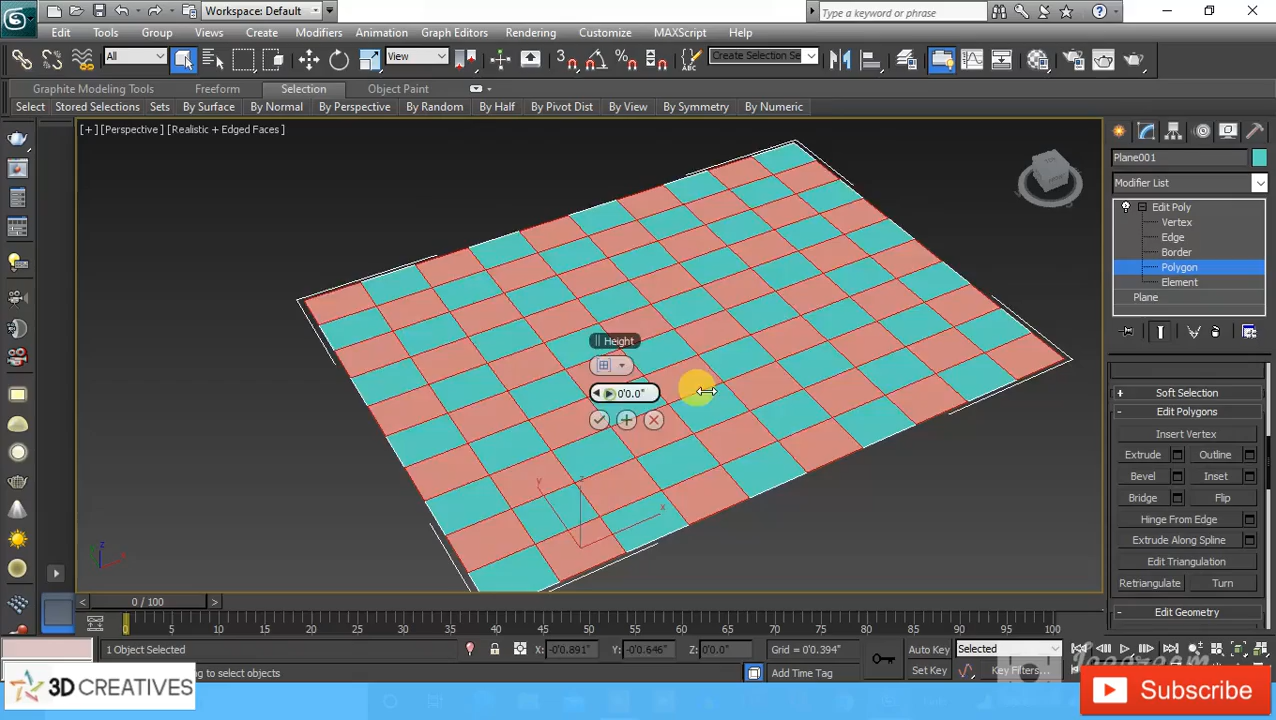 Workspace: Default
Type a keyword or phrase
Edit Tools Group Views Create Modifiers Animation Graph Editors Rendering Customize MAXScript Help
All
View
3
Create Selection Se
Graphite Modeling Tools Freeform Selection Object Paint
Select Stored Selections Sets By Surface By Normal By Perspective By Random By Half By Pivot Dist By View By Symmetry By Numeric
[ + ] [Perspective ] [Realistic + Edged Faces ]
Plane001
Modifier List
Edit Poly
Vertex
Edge
Border
Polygon
Element
Plane
Height
0'0.0"
Soft Selection
Edit Polygons
Insert Vertex
Extrude Outline
Bevel Inset
Bridge Flip
Hinge From Edge
Extrude Along Spline
Edit Triangulation
Retriangulate Turn
Edit Geometry
z
y
x
z
0 / 100
0 5 10 15 20 25 30 35 40 45 50 55 60 65 70 75 80 85 90 95 100
1 Object Selected X: -0'0.891" Y: -0'0.646" Z: 0'0.0" Grid = 0'0.394" Auto Key Selected
g to select objects Add Time Tag Set Key Key Filters...
3D CREATIVES
Subscribe